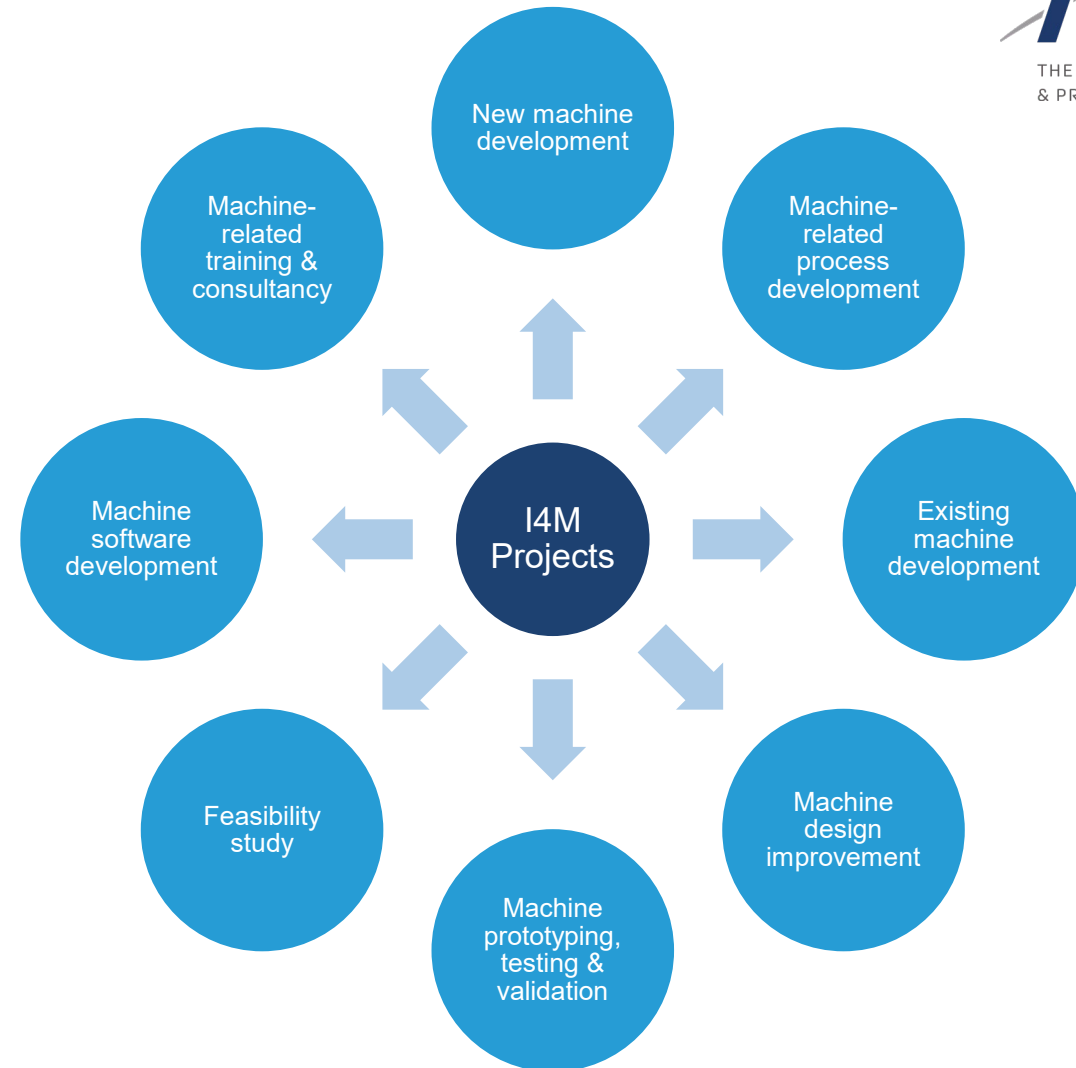 THE
& PR
New machine
development
Machine-
related
process
development
Existing
machine
development
Machine
design
improvement
Machine
prototyping,
testing &
validation
Feasibility
study
Machine
software
development
Machine-
related
training &
consultancy
I4M
Projects